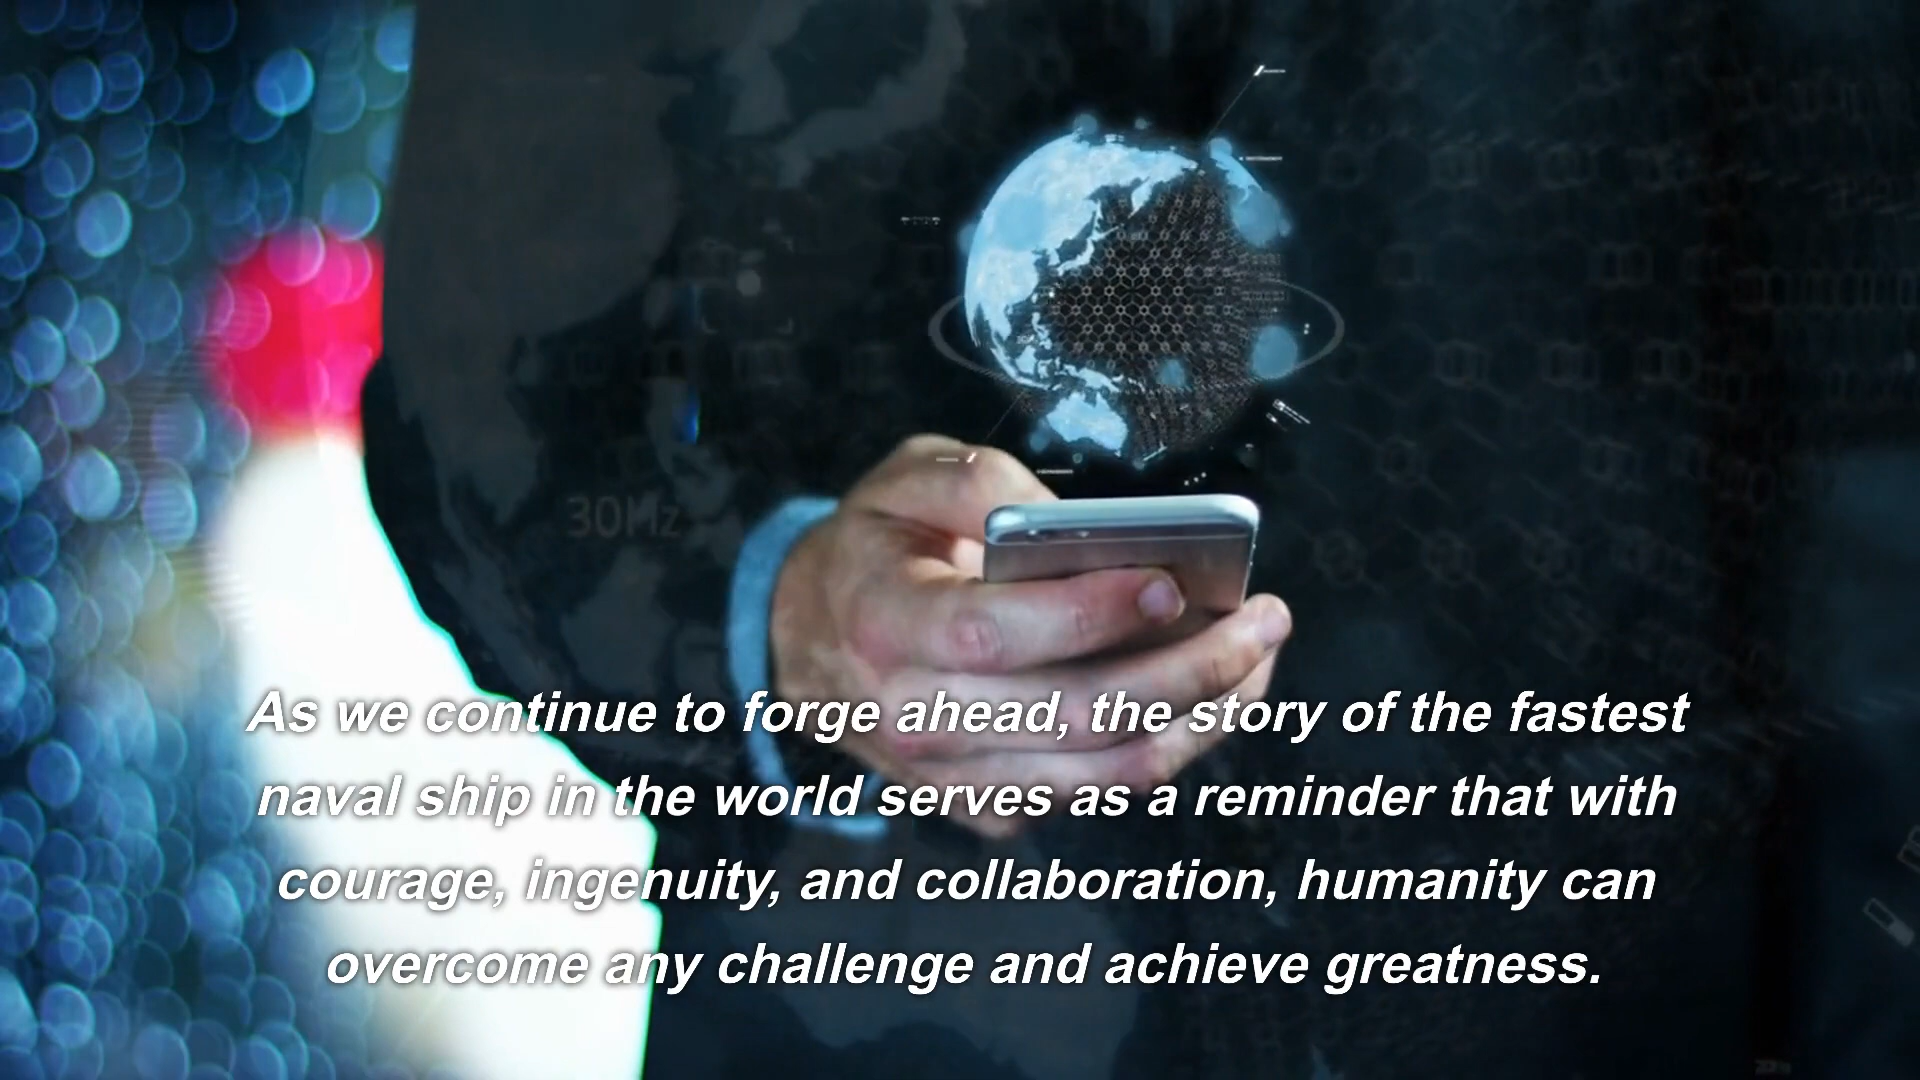 30Mz
As we continue to forge ahead, the story of the fastest
naval ship in the world serves as a reminder that with
courage, ingenuity, and collaboration, humanity can
overcome any challenge and achieve greatness.